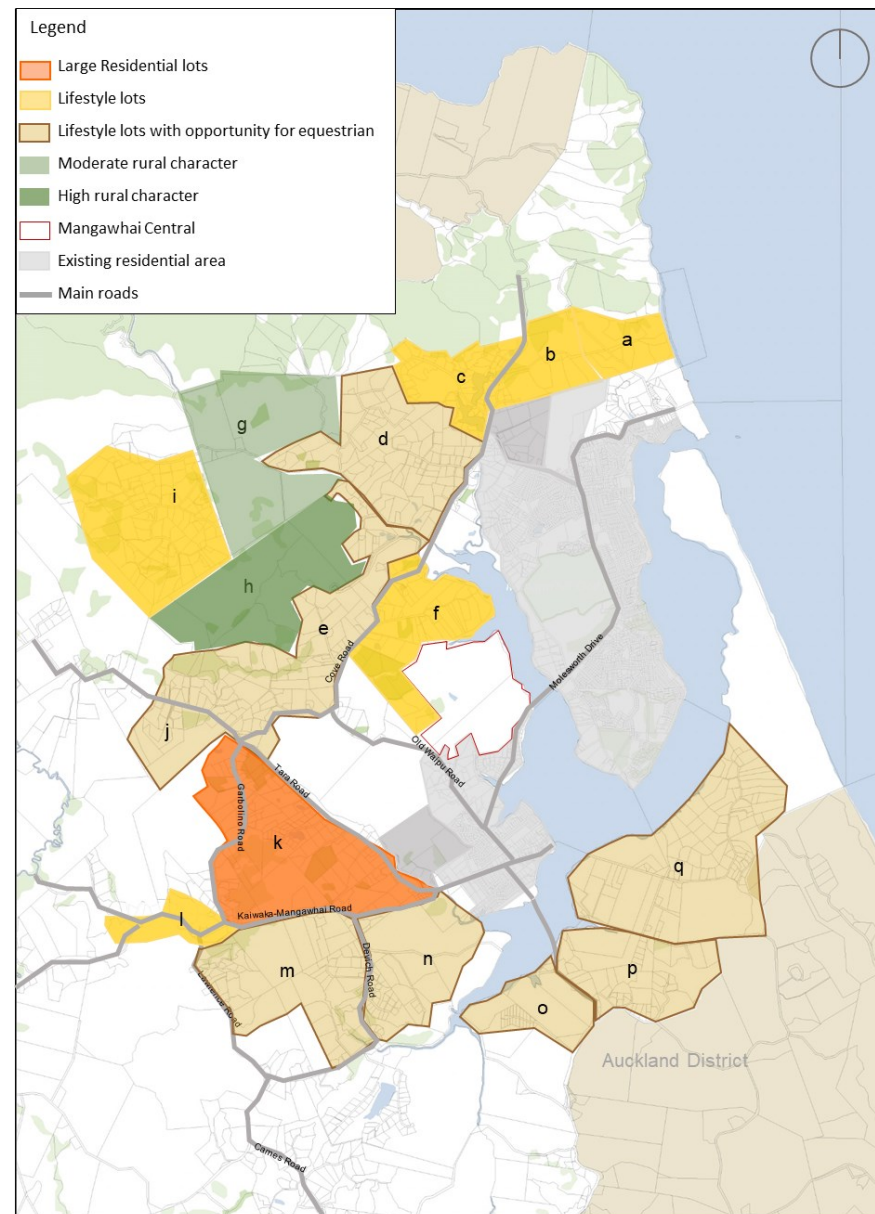 Legend
Large Residential lots
Lifestyle lots
Lifestyle lots with opportunity for equestrian
Moderate rural character
High rural character
Mangawhai Central
Existing residential area
Main roads
a
b
c
g
d
i
h
f
e
Cove Road
Molesworth Drive
j
Old Waipu Road
Tara Road
Garbolino Road
k
q
l
Kaiwaka-Mangawhai Road
n
p
m
Devich Road
Lawrence Road
o
Auckland District
Cames Road